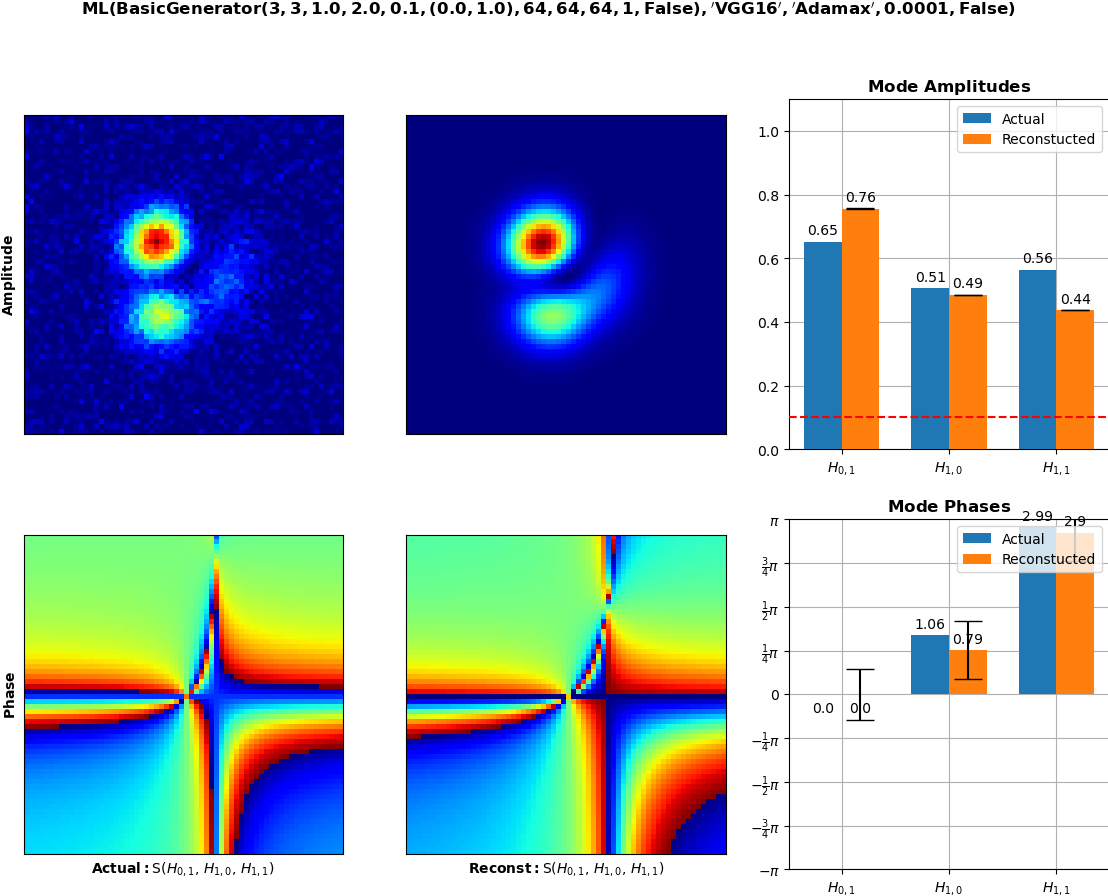 ML(BasicGenerator(3, 3, 1.0, 2.0, 0.1, (0.0, 1.0), 64, 64, 64, 1, False), ′VGG16′, ′Adamax′, 0.0001, False)
Mode Amplitudes
Actual
Reconstucted
1.0
0.8
0.6
0.4
0.2
0.0
0.65
0.76
0.51
0.49
0.56
0.44
H0, 1
H1, 0
H1, 1
Amplitude
Mode Phases
Actual
Reconstucted
π
3/4π
1/2π
1/4π
0
−1/4π
−1/2π
−3/4π
−π
0.0
0.0
1.06
0.79
2.99
2.9
H0, 1
H1, 0
H1, 1
Phase
Actual: S(H0, 1, H1, 0, H1, 1)
Reconst: S(H0, 1, H1, 0, H1, 1)